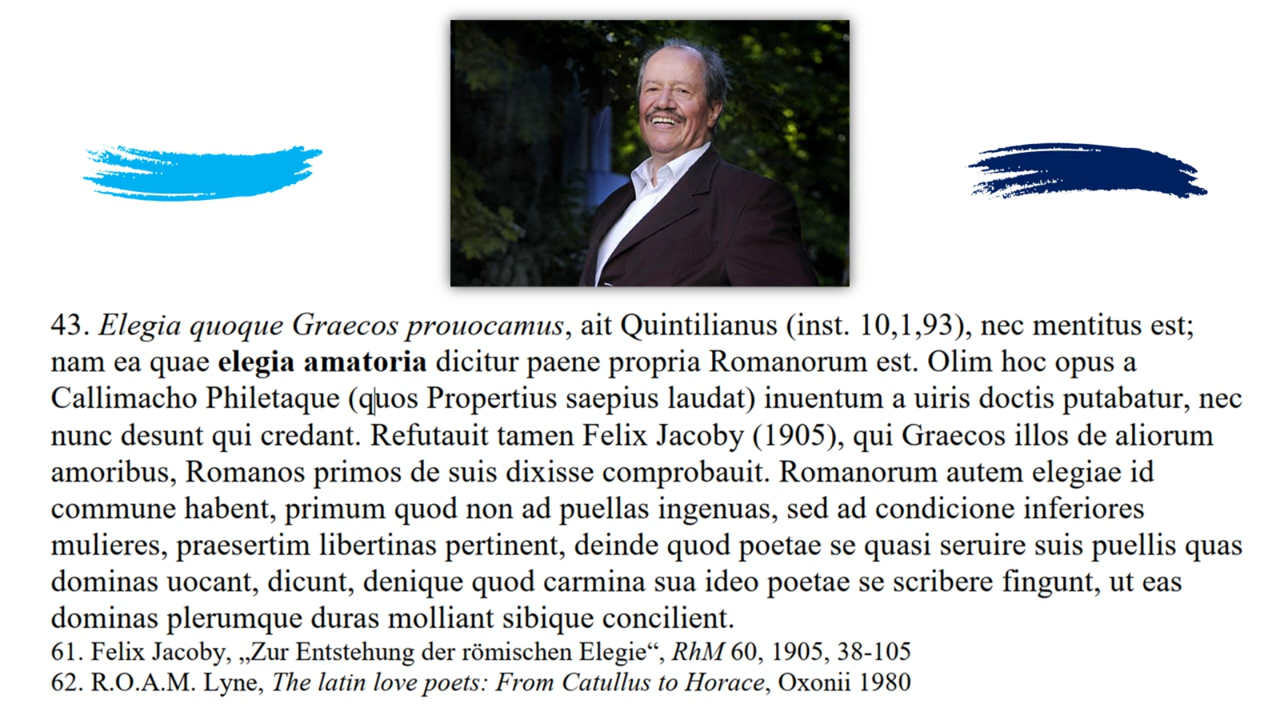 43. Elegia quoque Graecos prouocamus, ait Quintilianus (inst. 10,1,93), nec mentitus est;
nam ea quae elegia amatoria dicitur paene propria Romanorum est. Olim hoc opus a
Callimacho Philetaque (quos Propertius saepius laudat) inuentum a uiris doctis putabatur, nec
nunc desunt qui credant. Refutauit tamen Felix Jacoby (1905), qui Graecos illos de aliorum
amoribus, Romanos primos de suis dixisse comprobauit. Romanorum autem elegiae id
commune habent, primum quod non ad puellas ingenuas, sed ad condicione inferiores
mulieres, praesertim libertinas pertinent, deinde quod poetae se quasi seruire suis puellis quas
dominas uocant, dicunt, denique quod carmina sua ideo poetae se scribere fingunt, ut eas
dominas plerumque duras molliant sibique concilient.
61. Felix Jacoby, „Zur Entstehung der römischen Elegie“, RhM 60, 1905, 38-105
62. R.O.A.M. Lyne, The latin love poets: From Catullus to Horace, Oxonii 1980